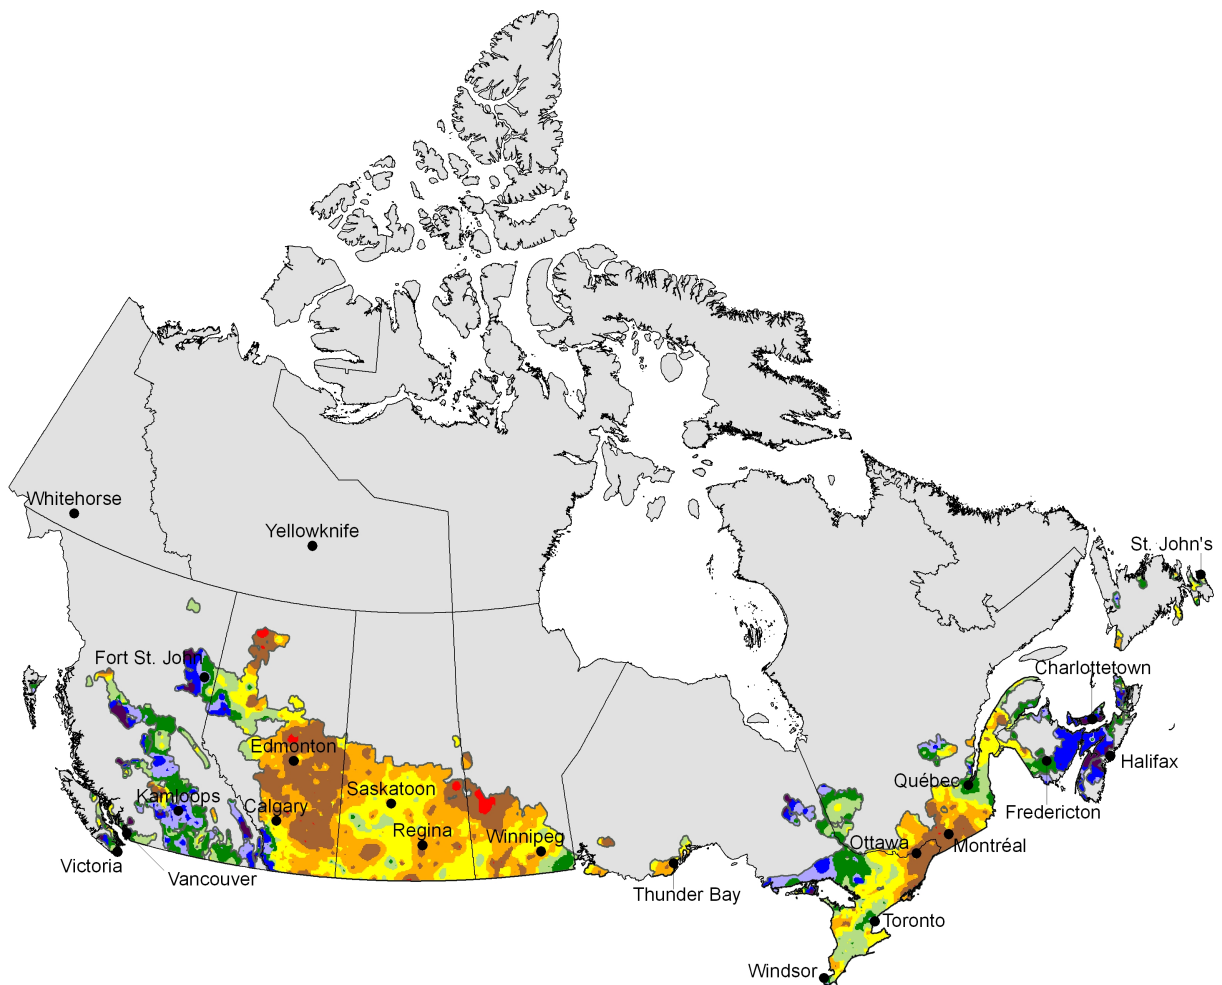 Whitehorse
Yellowknife
St. John's
Fort St. John
Charlottetown
Edmonton
Halifax
Québec
Saskatoon
Kamloops
Calgary
Fredericton
Regina
Winnipeg
Ottawa
Montréal
Victoria
Vancouver
Thunder Bay
Toronto
Windsor